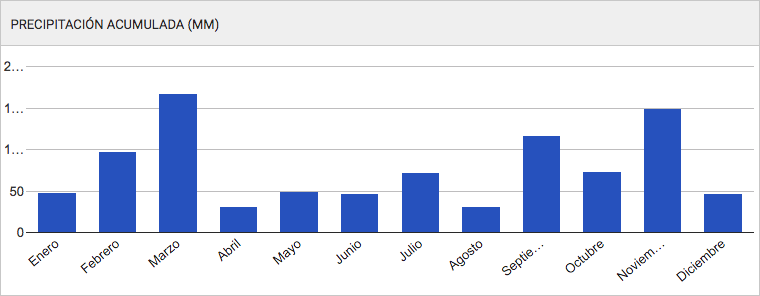 PRECIPITACIÓN ACUMULADA (MM)
2…
1…
1…
50
0
Enero
Febrero
Marzo
Abril
Mayo
Junio
Julio
Agosto
Septie…
Octubre
Noviem…
Diciembre